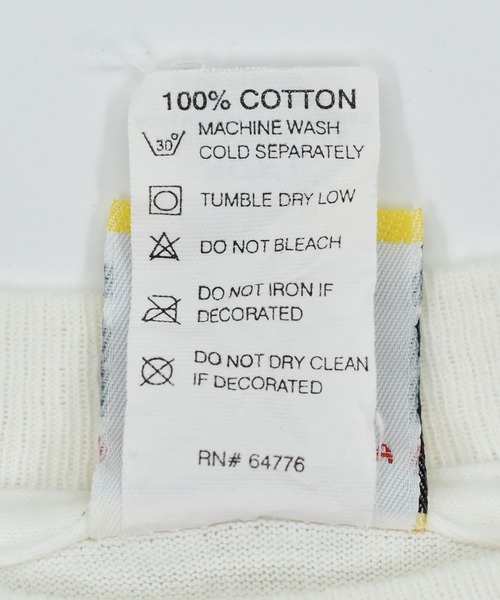 100% COTTON
30°
MACHINE WASH
COLD SEPARATELY
TUMBLE DRY LOW
DO NOT BLEACH
DO NOT IRON IF
DECORATED
DO NOT DRY CLEAN
IF DECORATED
RN# 64776